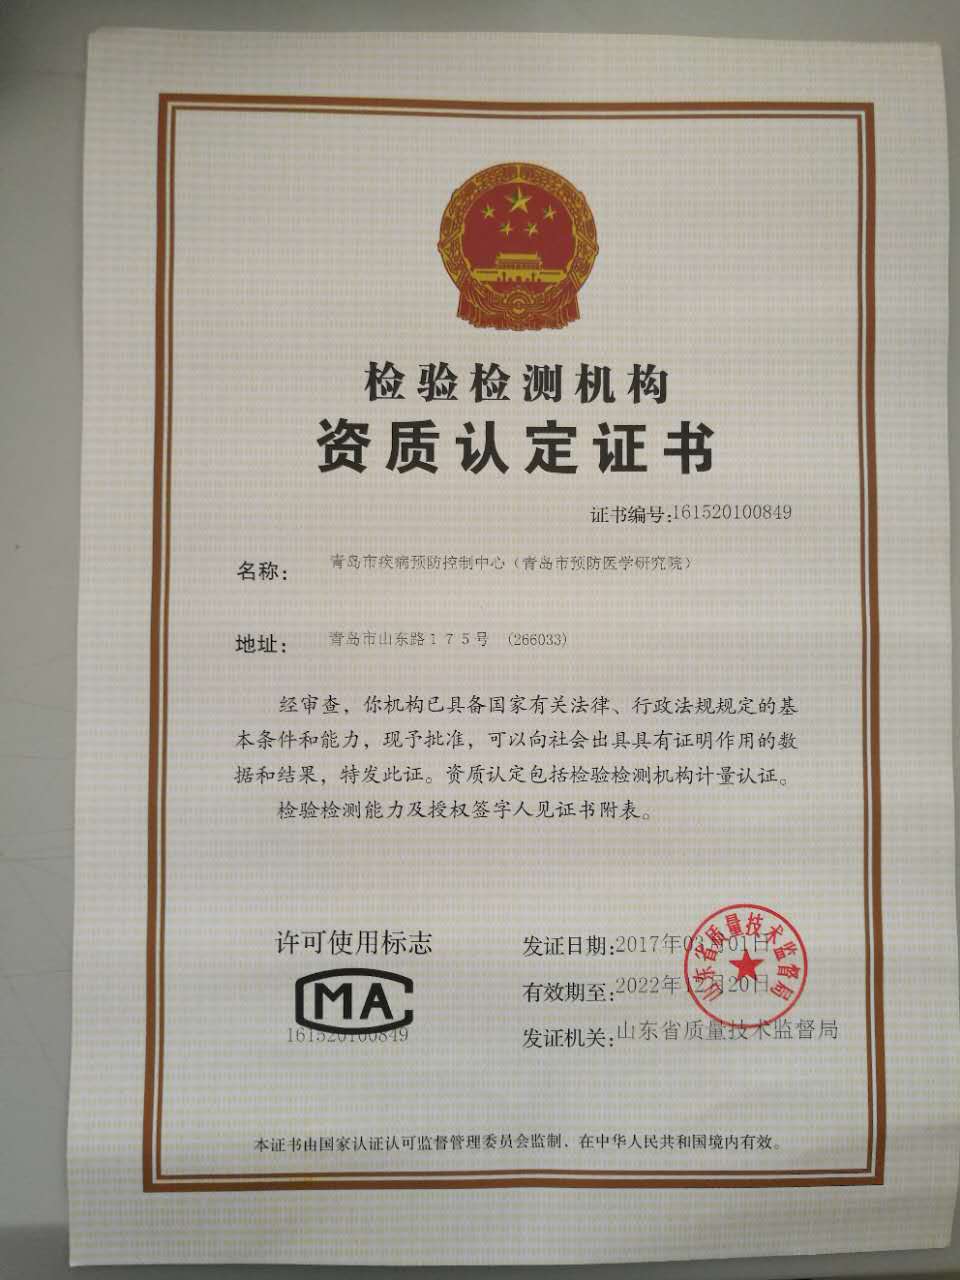 检验检测机构
资质认定证书
证书编号:161520100849
名称: 青岛市疾病预防控制中心（青岛市预防医学研究院）
地址: 青岛市山东路１７５号 (266033)
经审查，你机构已具备国家有关法律、行政法规规定的基
本条件和能力，现予批准，可以向社会出具具有证明作用的数
据和结果，特发此证。资质认定包括检验检测机构计量认证。
检验检测能力及授权签字人见证书附表。
许可使用标志
MA
161520100849
发证日期:2017年03月01日
有效期至:2022年12月20日
发证机关:山东省质量技术监督局
山东省质量技术监督局
本证书由国家认证认可监督管理委员会监制，在中华人民共和国境内有效。